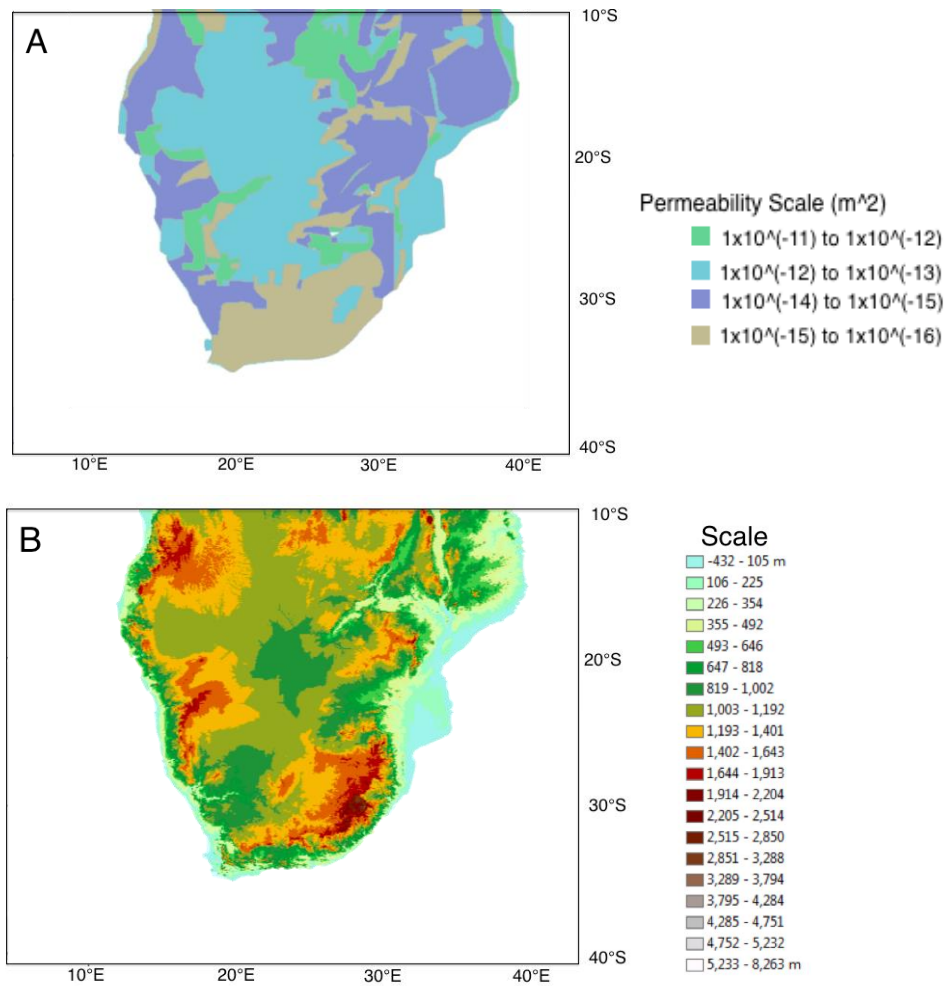 A
10°S
20°S
30°S
40°S
10°E
20°E
30°E
40°E
Permeability Scale (m^2)
1x10^(-11) to 1x10^(-12)
1x10^(-12) to 1x10^(-13)
1x10^(-14) to 1x10^(-15)
1x10^(-15) to 1x10^(-16)
B
10°S
20°S
30°S
40°S
10°E
20°E
30°E
40°E
Scale
-432 - 105 m
106 - 225
226 - 354
355 - 492
493 - 646
647 - 818
819 - 1,002
1,003 - 1,192
1,193 - 1,401
1,402 - 1,643
1,644 - 1,913
1,914 - 2,204
2,205 - 2,514
2,515 - 2,850
2,851 - 3,288
3,289 - 3,794
3,795 - 4,284
4,285 - 4,751
4,752 - 5,232
5,233 - 8,263 m